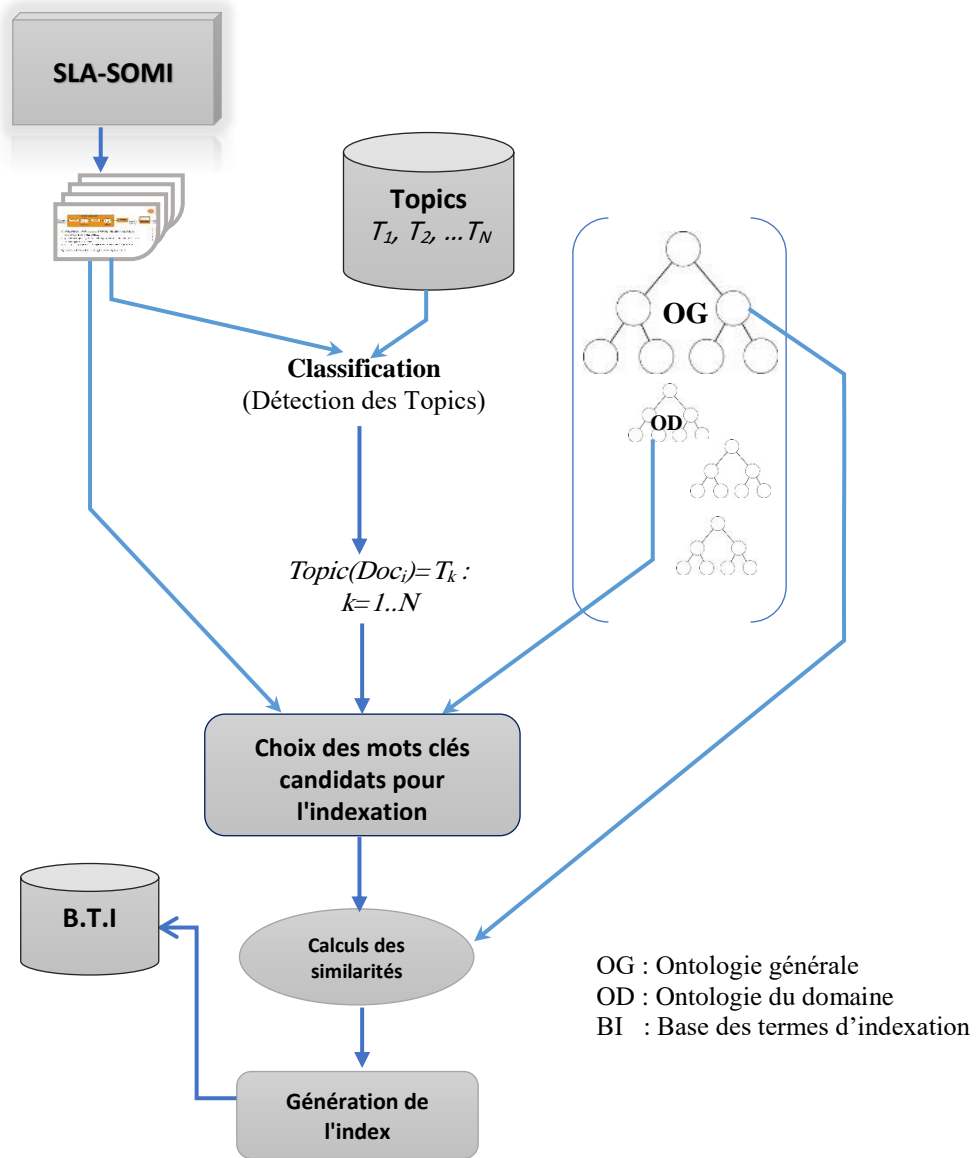 SLA-SOMI
Topics
T1, T2, ...TN
OG
Classification
(Détection des Topics)
OD
Topic(Doci)=Tk :
k=1..N
Choix des mots clés
candidats pour
l'indexation
B.T.I
Calculs des
similarités
OG : Ontologie générale
OD : Ontologie du domaine
BI : Base des termes d’indexation
Génération de
l'index